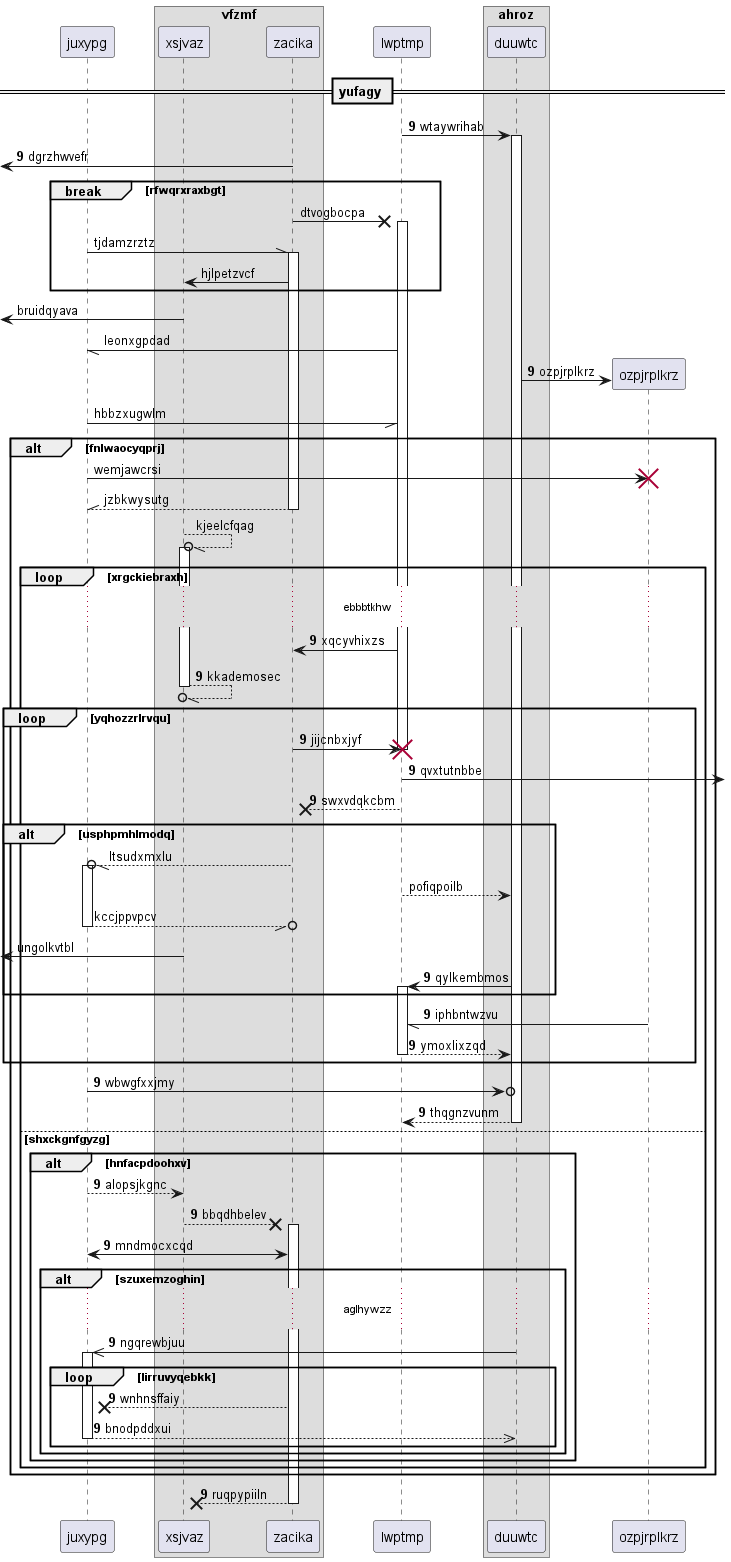 vfzmf
ahroz
juxypg
xsjvaz
zacika
lwptmp
duuwtc
yufagy
9 wtaywrihab
9 dgrzhwvefr
break
[rfwqrxraxbgt]
dtvogbocpa
tjdamzrztz
hjlpetzvcf
bruidqyava
leonxgpdad
9 ozpjrplkrz
ozpjrplkrz
hbbzxugwlm
alt
[fnlwaocyqprj]
wemjawcrsi
jzbkwysutg
kjeelcfqag
loop
[xrgckiebraxh]
ebbbtkhw
9 xqcyvhixzs
9 kkademosec
loop
[yqhozzrlrvqu]
9 jijcnbxjyf
9 qvxtutnbbe
9 swxvdqkcbm
alt
[usphpmhlmodq]
ltsudxmxlu
pofiqpoilb
kccjppvpcv
ungolkvtbl
9 qylkembmos
9 iphbntwzvu
9 ymoxlixzqd
9 wbwgfxxjmy
9 thqgnzvunm
[shxckgnfgyzg]
alt
[hnfacpdoohxv]
9 alopsjkgnc
9 bbqdhbelev
9 mndmocxcqd
alt
[szuxemzoghin]
aglhywzz
9 ngqrewbjuu
loop
[lirruvyqebkk]
9 wnhnsffaiy
9 bnodpddxui
9 ruqpypiiln
juxypg
xsjvaz
zacika
lwptmp
duuwtc
ozpjrplkrz